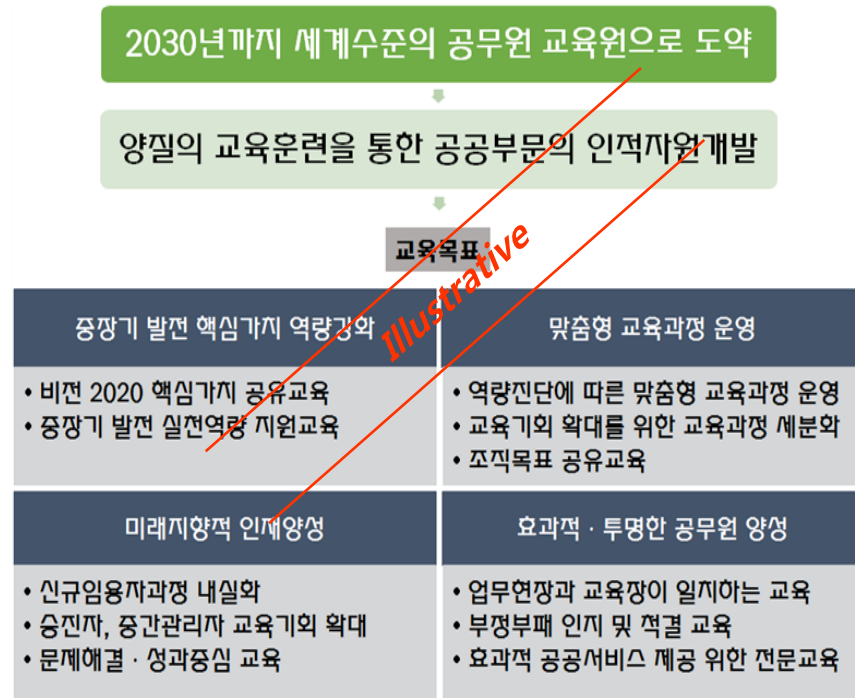 2030년까지 세계수준의 공무원 교육원으로 도약
양질의 교육훈련을 통한 공공부문의 인적자원개발
교육목표
Illustrative
중장기 발전 핵심가치 역량강화
• 비전 2020 핵심가치 공유교육
• 중장기 발전 실천역량 지원교육
맞춤형 교육과정 운영
• 역량진단에 따른 맞춤형 교육과정 운영
• 교육기회 확대를 위한 교육과정 세분화
• 조직목표 공유교육
미래지향적 인재양성
• 신규임용자과정 내실화
• 승진자, 중간관리자 교육기회 확대
• 문제해결 · 성과중심 교육
효과적 · 투명한 공무원 양성
• 업무현장과 교육장이 일치하는 교육
• 부정부패 인지 및 척결 교육
• 효과적 공공서비스 제공 위한 전문교육